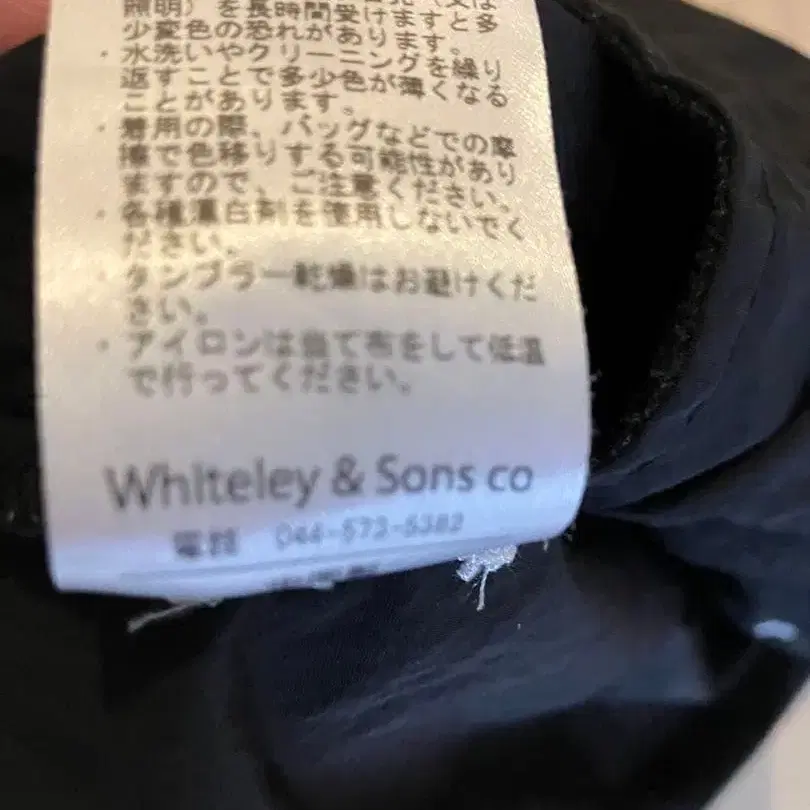 照明)を長時間受けますと多
少変色の恐れがあります。
・水洗いやクリーニングを繰り
返すことで多少色が薄くなる
ことがあります。
・着用の際、バッグなどでの摩
擦で色移りする可能性があり
ますので、ご注意ください。
・各種漂白剤を使用しないでく
ださい。
・タンブラー乾燥はお避けくだ
さい。
・アイロンは当て布をして低温
で行ってください。
Whiteley & Sons co
電話 044-573-5382